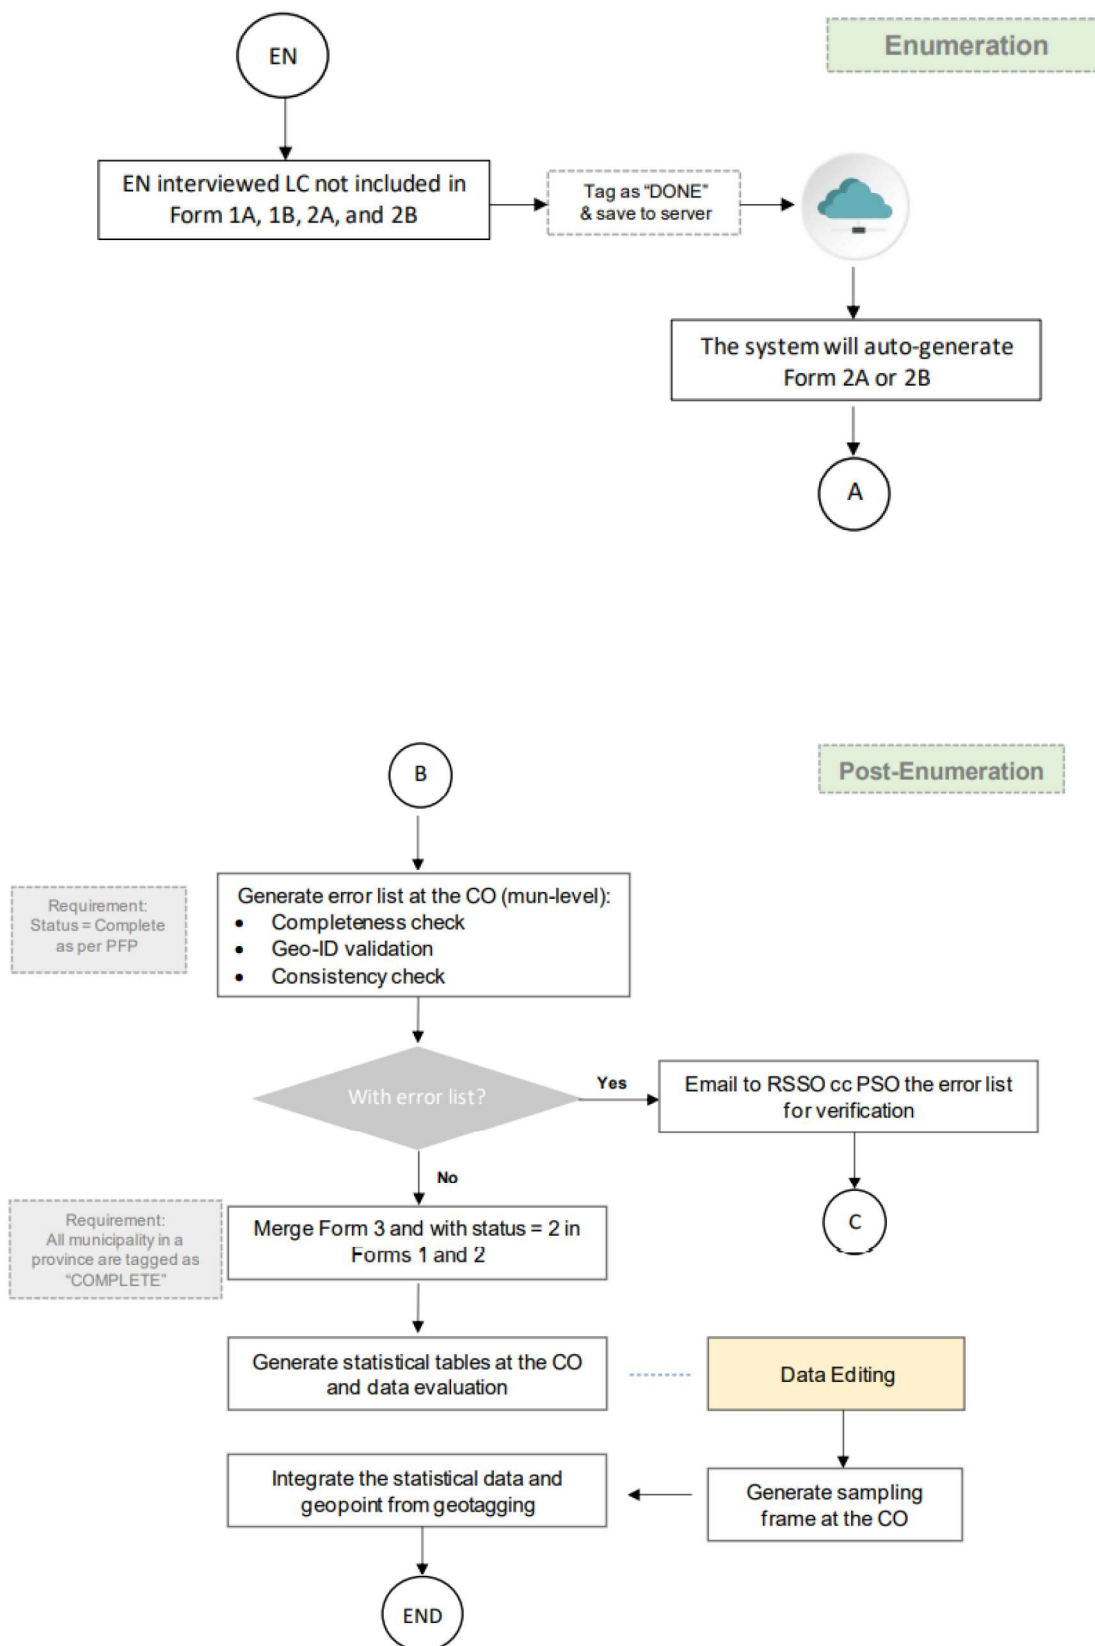 EN
Enumeration
EN interviewed LC not included in
Form 1A, 1B, 2A, and 2B
Tag as “DONE”
& save to server
The system will auto-generate
Form 2A or 2B
A
B
Post-Enumeration
Requirement:
Status = Complete
as per PFP
Generate error list at the CO (mun-level):
• Completeness check
• Geo-ID validation
• Consistency check
With error list?
Yes
Email to RSSO cc PSO the error list
for verification
No
C
Requirement:
All municipality in a
province are tagged as
“COMPLETE”
Merge Form 3 and with status = 2 in
Forms 1 and 2
Generate statistical tables at the CO
and data evaluation
Data Editing
Integrate the statistical data and
geopoint from geotagging
Generate sampling
frame at the CO
END